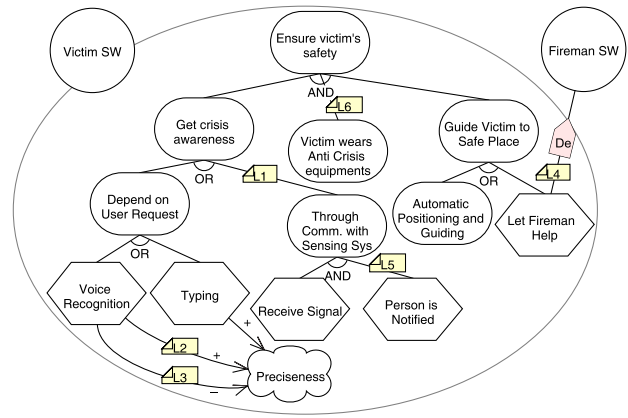 Ensure victim's
safety
Victim SW
Fireman SW
AND
L6
Get crisis
awareness
Victim wears
Anti Crisis
equipments
Guide Victim to
Safe Place
De
OR
L1
OR
L4
Depend on
User Request
Through
Comm. with
Sensing Sys
Automatic
Positioning and
Guiding
Let Fireman
Help
OR
AND
L5
Voice
Recognition
Typing
Receive Signal
Person is
Notified
+
L2
+
L3
–
Preciseness